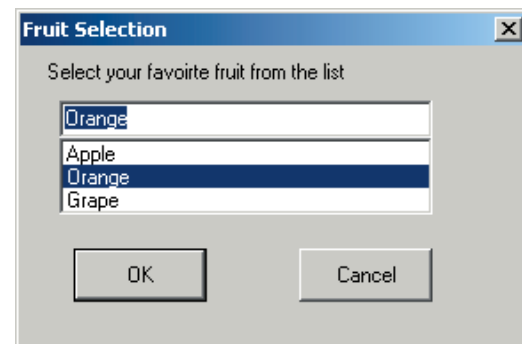 Fruit Selection
Select your favoirte fruit from the list
Orange
Apple
Orange
Grape
OK Cancel